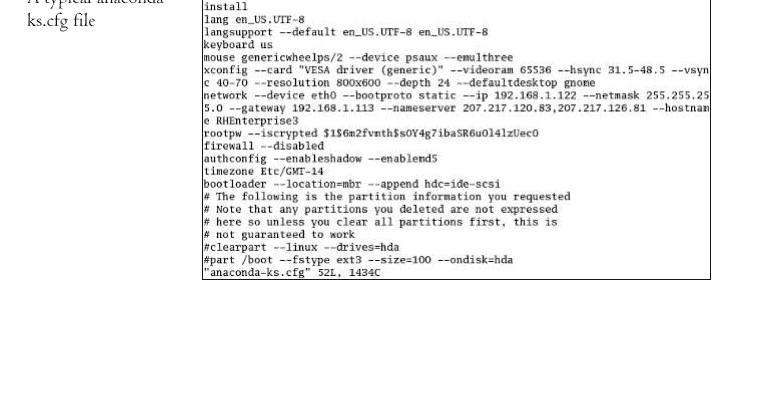 ks.cfg file
install
lang en_US.UTF-8
langsupport --default en_US.UTF-8 en_US.UTF-8
keyboard us
mouse genericwheelps/2 --device psaux --emulthree
xconfig --card "VESA driver (generic)" --videoram 65536 --hsync 31.5-48.5 --vsyn
c 40-70 --resolution 800x600 --depth 24 --defaultdesktop gnome
network --device eth0 --bootproto static --ip 192.168.1.122 --netmask 255.255.25
5.0 --gateway 192.168.1.113 --nameserver 207.217.120.83,207.217.126.81 --hostnam
e RHEnterprise3
rootpw --iscrypted
firewall --disabled
authconfig --enableshadow --enablemd5
timezone Etc/GMT-14
bootloader --location=mbr --append hdc=ide-scsi
# The following is the partition information you requested
# Note that any partitions you deleted are not expressed
# here so unless you clear all partitions first, this is
# not guaranteed to work
#clearpart --linux --drives=hda
#part /boot --fstype ext3 --size=100 --ondisk=hda
"anaconda-ks.cfg" 52L, 1434C